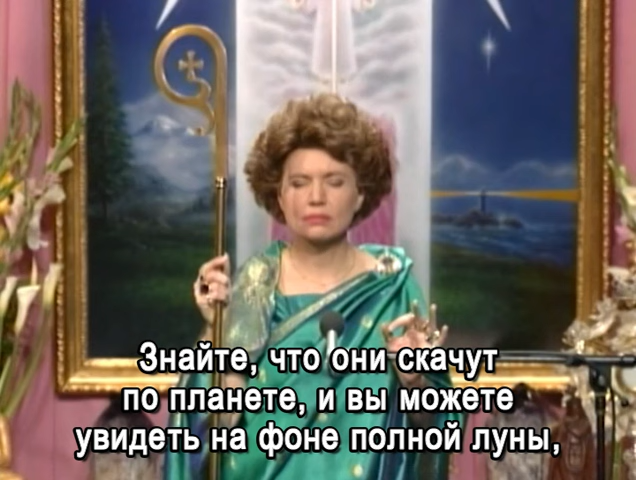 Знайте, что они скачут
по планете, и вы можете
увидеть на фоне полной луны,